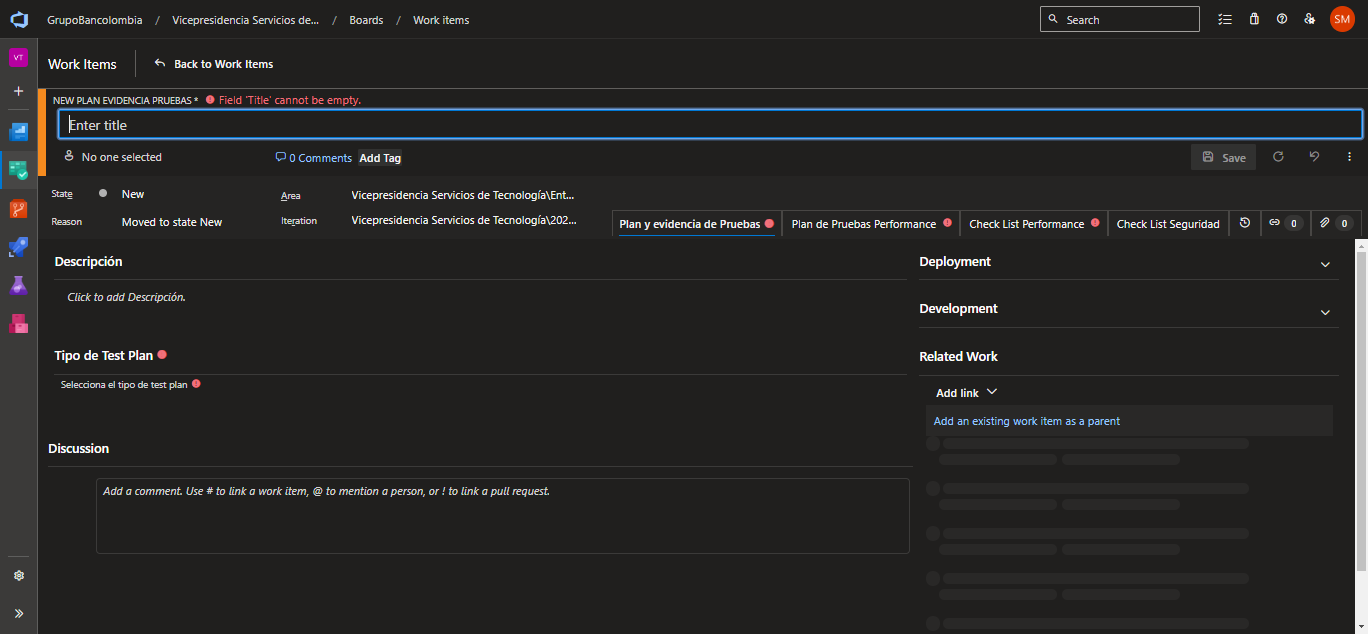 GrupoBancolombia / Vicepresidencia Servicios de... / Boards / Work items
Search
SM
VT
Work Items
Back to Work Items
NEW PLAN EVIDENCIA PRUEBAS * Field 'Title' cannot be empty.
Enter title
No one selected
0 Comments
Add Tag
Save
State
New
Area
Vicepresidencia Servicios de Tecnología\Ent...
Reason
Moved to state New
Iteration
Vicepresidencia Servicios de Tecnología\202...
Plan y evidencia de Pruebas
Plan de Pruebas Performance
Check List Performance
Check List Seguridad
0
0
Descripción
Click to add Descripción.
Tipo de Test Plan
Selecciona el tipo de test plan
Discussion
Add a comment. Use # to link a work item, @ to mention a person, or ! to link a pull request.
Deployment
Development
Related Work
Add link
Add an existing work item as a parent